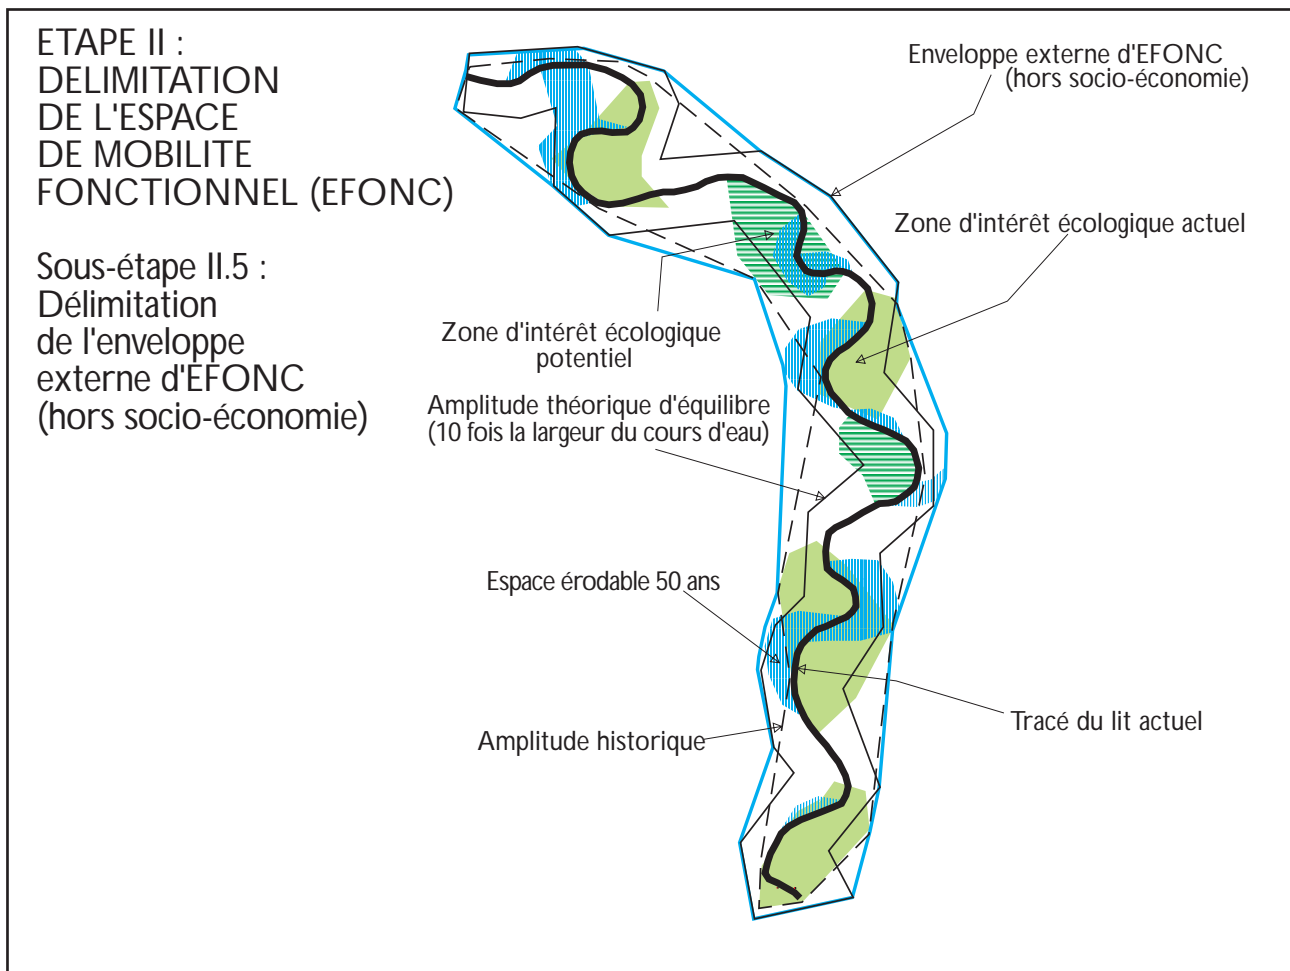 ETAPE II :
DELIMITATION
DE L'ESPACE
DE MOBILITE
FONCTIONNEL (EFONC)
Sous-étape II.5 :
Délimitation
de l'enveloppe
externe d'EFONC
(hors socio-économie)
Enveloppe externe d'EFONC
(hors socio-économie)
Zone d'intérêt écologique actuel
Zone d'intérêt écologique
potentiel
Amplitude théorique d'équilibre
(10 fois la largeur du cours d'eau)
Espace érodable 50 ans
Tracé du lit actuel
Amplitude historique